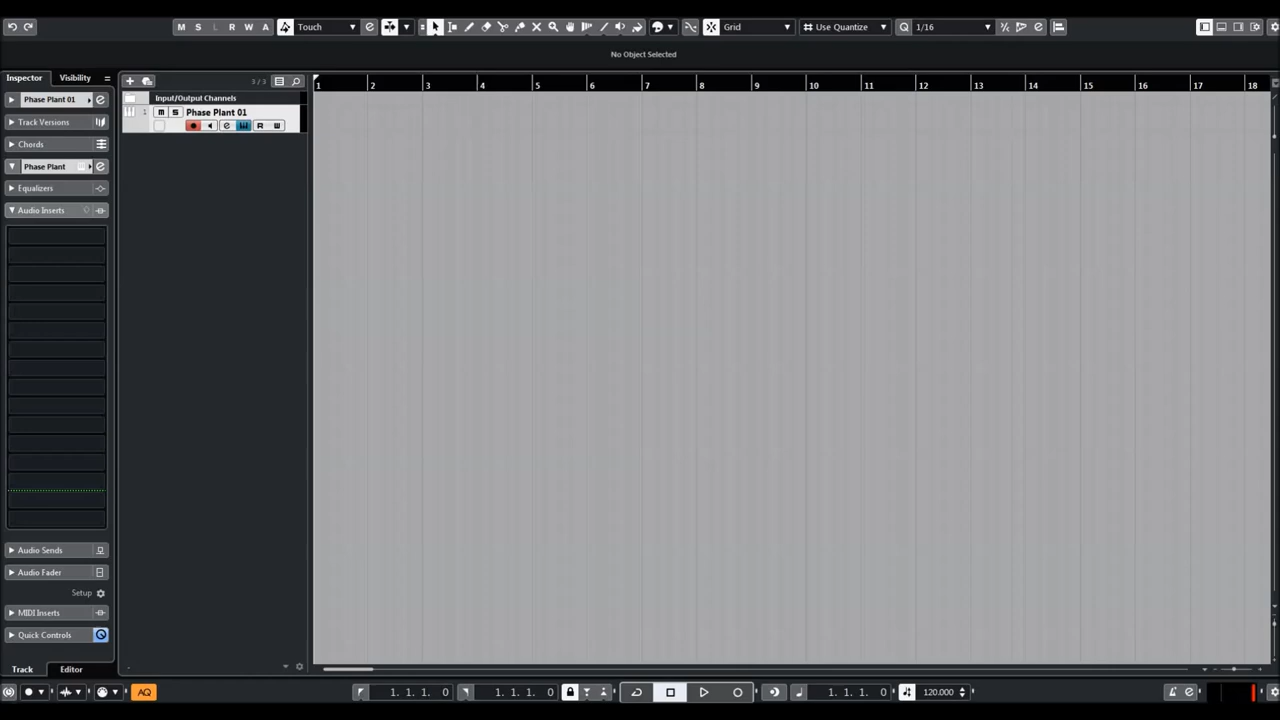 M S L R W A Touch Grid Use Quantize 1/16
No Object Selected
Inspector Visibility
3 / 3
1 2 3 4 5 6 7 8 9 10 11 12 13 14 15 16 17 18
Phase Plant 01
Input/Output Channels
1 m S Phase Plant 01
R W
Track Versions
Chords
Phase Plant
Equalizers
Audio Inserts
Audio Sends
Audio Fader
Setup
MIDI Inserts
Quick Controls
Track Editor
AQ 1. 1. 1. 0 1. 1. 1. 0 1. 1. 1. 0 120.000